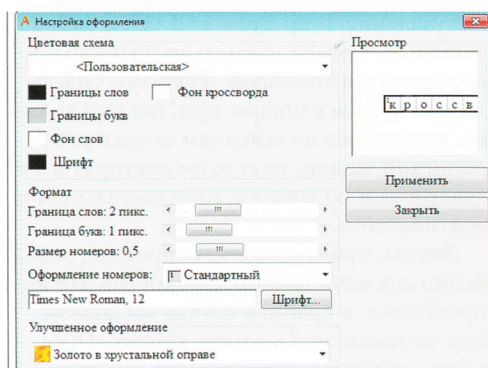 Настройка оформления
Цветовая схема
<Пользовательская>
Границы слов
Фон кроссворда
Границы букв
Фон слов
Шрифт
Формат
Граница слов: 2 пикс.
Граница букв: 1 пикс.
Размер номеров: 0,5
Оформление номеров: Стандартный
Times New Roman, 12
Шрифт...
Улучшенное оформление
Золото в хрустальной оправе
Просмотр
1к р о с с в
Применить
Закрыть